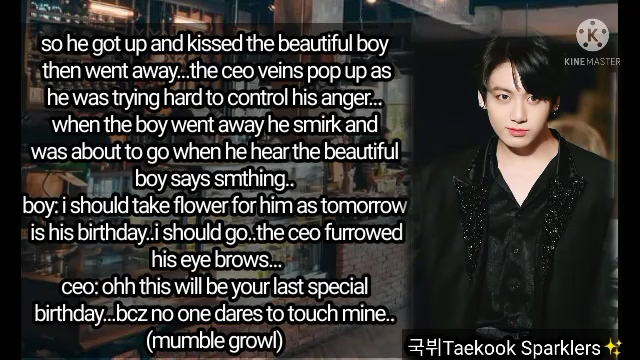 so he got up and kissed the beautiful boy
then went away...the ceo veins pop up as
he was trying hard to control his anger...
when the boy went away he smirk and
was about to go when he hear the beautiful
boy says smthing..
boy: i should take flower for him as tomorrow
is his birthday..i should go..the ceo furrowed
his eye brows...
ceo: ohh this will be your last special
birthday...bcz no one dares to touch mine..
(mumble growl)
K
KINEMASTER
국뷔Taekook Sparklers✨